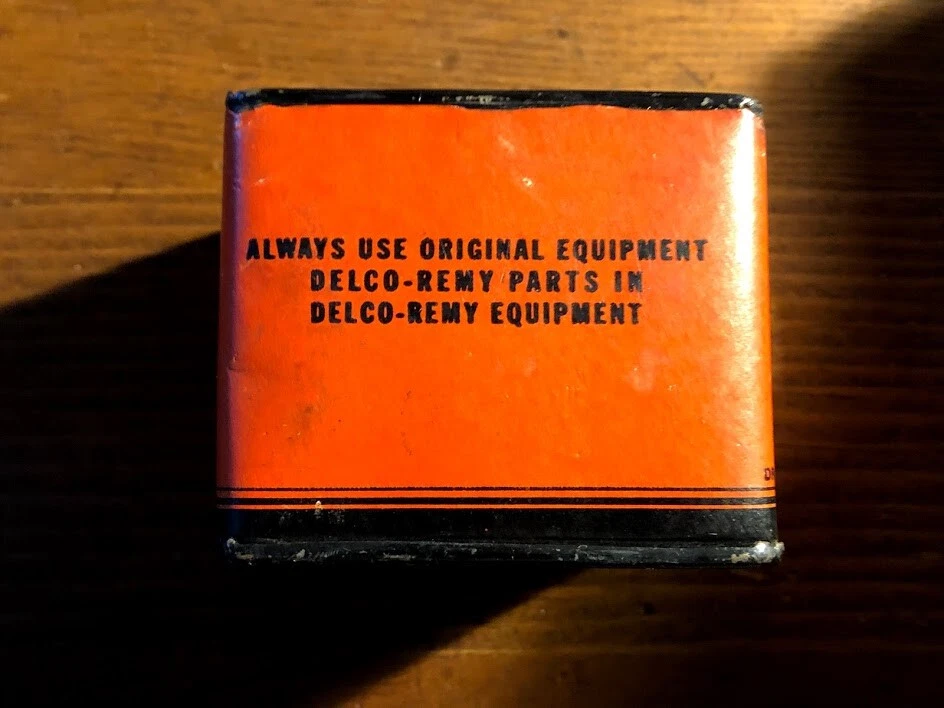 ALWAYS USE ORIGINAL EQUIPMENT
DELCO-REMY PARTS IN
DELCO-REMY EQUIPMENT